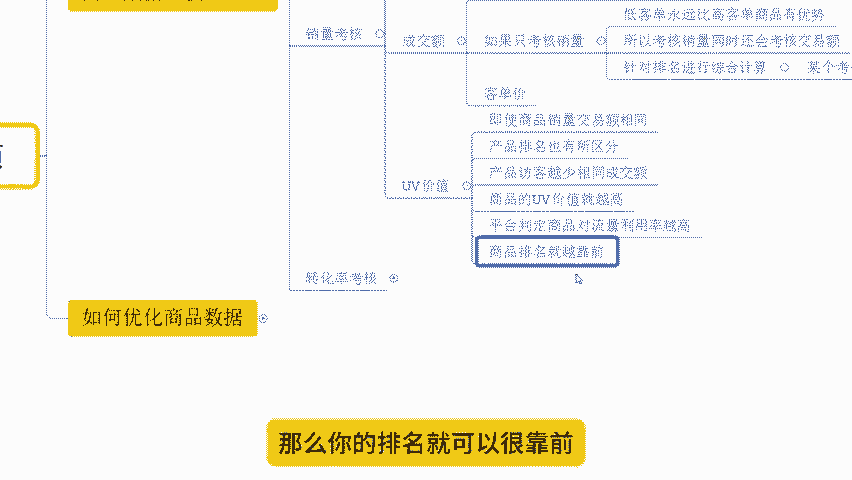 低客单永远比高客单商品有优势
销量考核
成交额
如果只考核销量
所以考核销量同时还会考核交易额
针对排名进行综合计算
某个考
客单价
即使商品销量交易额相同
产品排名也有所区分
产品访客越少相同成交额
UV价值
商品的UV价值就越高
平台判定商品对流量利用率越高
商品排名就越靠前
转化率考核
如何优化商品数据
那么你的排名就可以很靠前